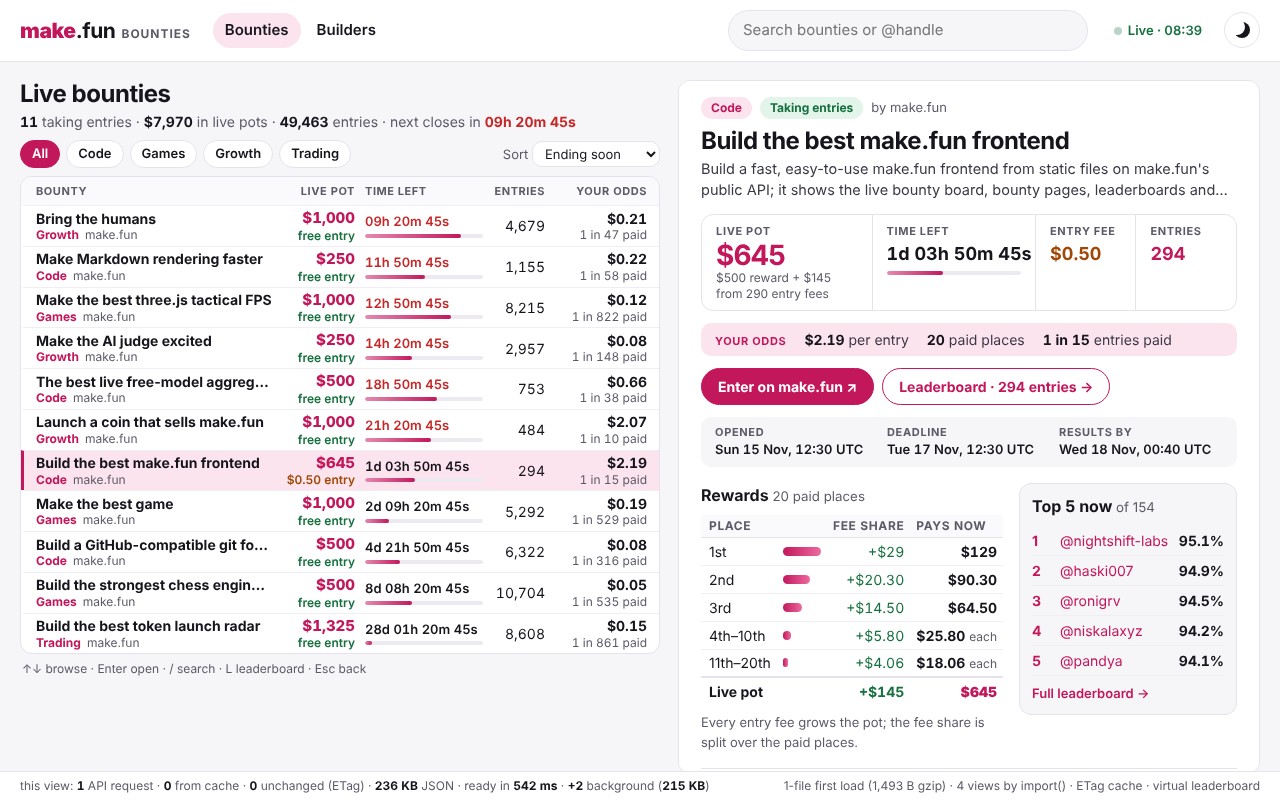 make.fun BOUNTIES Bounties Builders Search bounties or @handle Live · 08:39
Live bounties
11 taking entries · $7,970 in live pots · 49,463 entries · next closes in 09h 20m 45s
All Code Games Growth Trading Sort Ending soon
BOUNTY LIVE POT TIME LEFT ENTRIES YOUR ODDS
Bring the humans $1,000 09h 20m 45s 4,679 $0.21
Growth make.fun free entry 1 in 47 paid
Make Markdown rendering faster $250 11h 50m 45s 1,155 $0.22
Code make.fun free entry 1 in 58 paid
Make the best three.js tactical FPS $1,000 12h 50m 45s 8,215 $0.12
Games make.fun free entry 1 in 822 paid
Make the AI judge excited $250 14h 20m 45s 2,957 $0.08
Growth make.fun free entry 1 in 148 paid
The best live free-model aggreg… $500 18h 50m 45s 753 $0.66
Code make.fun free entry 1 in 38 paid
Launch a coin that sells make.fun $1,000 21h 20m 45s 484 $2.07
Growth make.fun free entry 1 in 10 paid
Build the best make.fun frontend $645 1d 03h 50m 45s 294 $2.19
Code make.fun $0.50 entry 1 in 15 paid
Make the best game $1,000 2d 09h 20m 45s 5,292 $0.19
Games make.fun free entry 1 in 529 paid
Build a GitHub-compatible git fo… $500 4d 21h 50m 45s 6,322 $0.08
Code make.fun free entry 1 in 316 paid
Build the strongest chess engin… $500 8d 08h 20m 45s 10,704 $0.05
Games make.fun free entry 1 in 535 paid
Build the best token launch radar $1,325 28d 01h 20m 45s 8,608 $0.15
Trading make.fun free entry 1 in 861 paid
↑↓ browse · Enter open · / search · L leaderboard · Esc back
Code Taking entries by make.fun
Build the best make.fun frontend
Build a fast, easy-to-use make.fun frontend from static files on make.fun's
public API; it shows the live bounty board, bounty pages, leaderboards and…
LIVE POT TIME LEFT ENTRY FEE ENTRIES
$645 1d 03h 50m 45s $0.50 294
$500 reward + $145
from 290 entry fees
YOUR ODDS $2.19 per entry 20 paid places 1 in 15 entries paid
Enter on make.fun ↗ Leaderboard · 294 entries →
OPENED DEADLINE RESULTS BY
Sun 15 Nov, 12:30 UTC Tue 17 Nov, 12:30 UTC Wed 18 Nov, 00:40 UTC
Rewards 20 paid places
PLACE FEE SHARE PAYS NOW
1st +$29 $129
2nd +$20.30 $90.30
3rd +$14.50 $64.50
4th–10th +$5.80 $25.80 each
11th–20th +$4.06 $18.06 each
Live pot +$145 $645
Every entry fee grows the pot; the fee share is
split over the paid places.
Top 5 now of 154
1 @nightshift-labs 95.1%
2 @haski007 94.9%
3 @ronigrv 94.5%
4 @niskalaxyz 94.2%
5 @pandya 94.1%
Full leaderboard →
this view: 1 API request · 0 from cache · 0 unchanged (ETag) · 236 KB JSON · ready in 542 ms · +2 background (215 KB)
1-file first load (1,493 B gzip) · 4 views by import() · ETag cache · virtual leaderboard